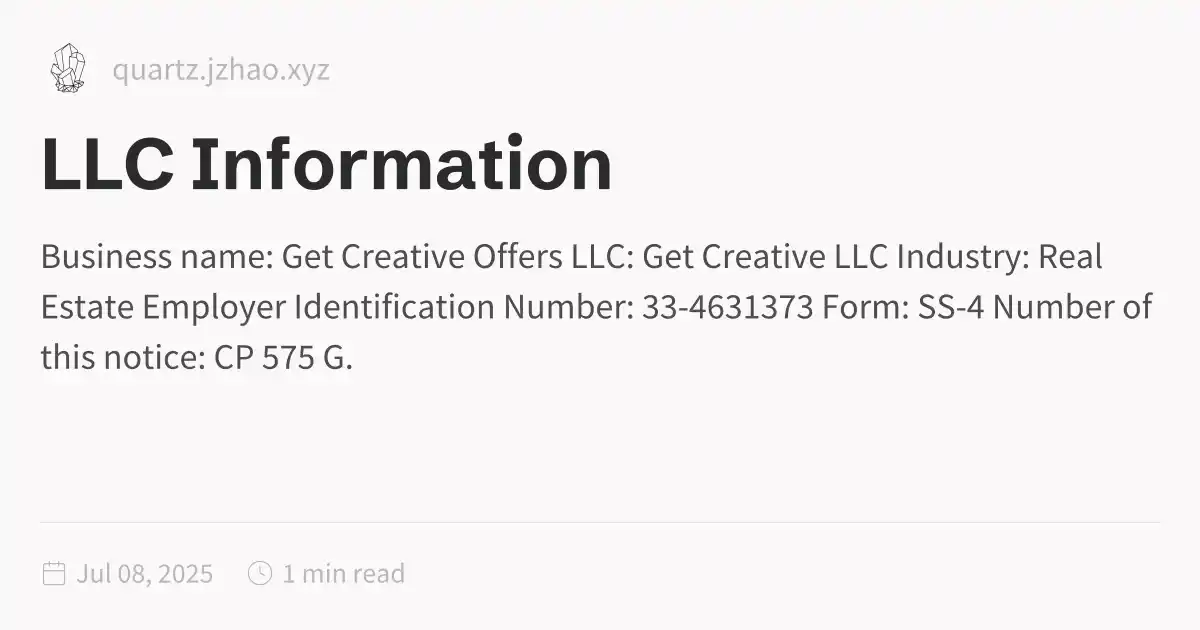 quartz.jzhao.xyz
LLC Information
Business name: Get Creative Offers LLC: Get Creative LLC Industry: Real
Estate Employer Identification Number: 33-4631373 Form: SS-4 Number of
this notice: CP 575 G.
Jul 08, 2025 1 min read